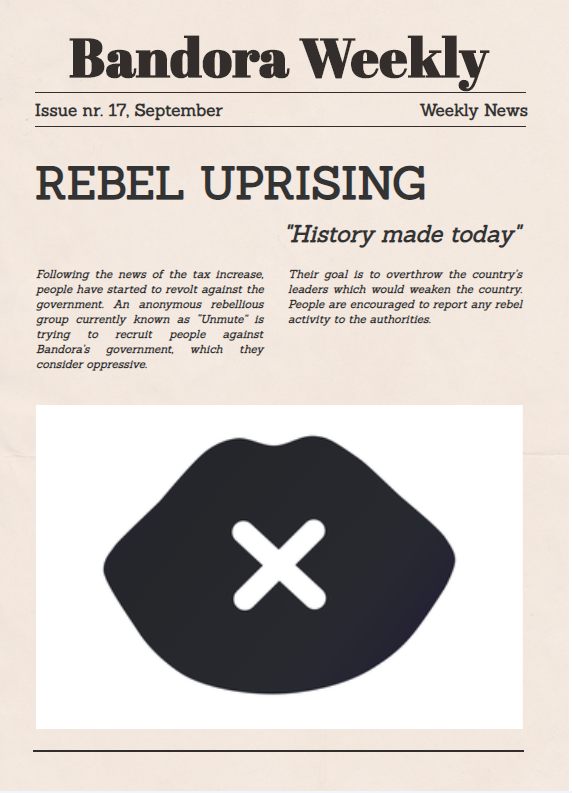 Bandora Weekly
Issue nr. 17, September
Weekly News
REBEL UPRISING
"History made today"
Following the news of the tax increase,
people have started to revolt against the
government. An anonymous rebellious
group currently known as "Unmute" is
trying to recruit people against
Bandora's government, which they
consider oppressive.
Their goal is to overthrow the country's
leaders which would weaken the country.
People are encouraged to report any rebel
activity to the authorities.